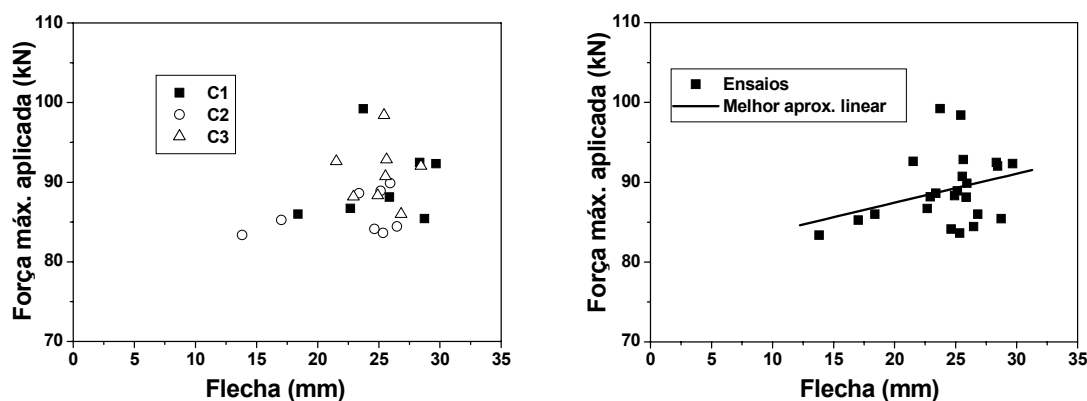 Força máx. aplicada (kN)
110
100
90
80
70
C1
C2
C3
0 5 10 15 20 25 30 35
Flecha (mm)
Força máx. aplicada (kN)
110
100
90
80
70
Ensaios
Melhor aprox. linear
0 5 10 15 20 25 30 35
Flecha (mm)